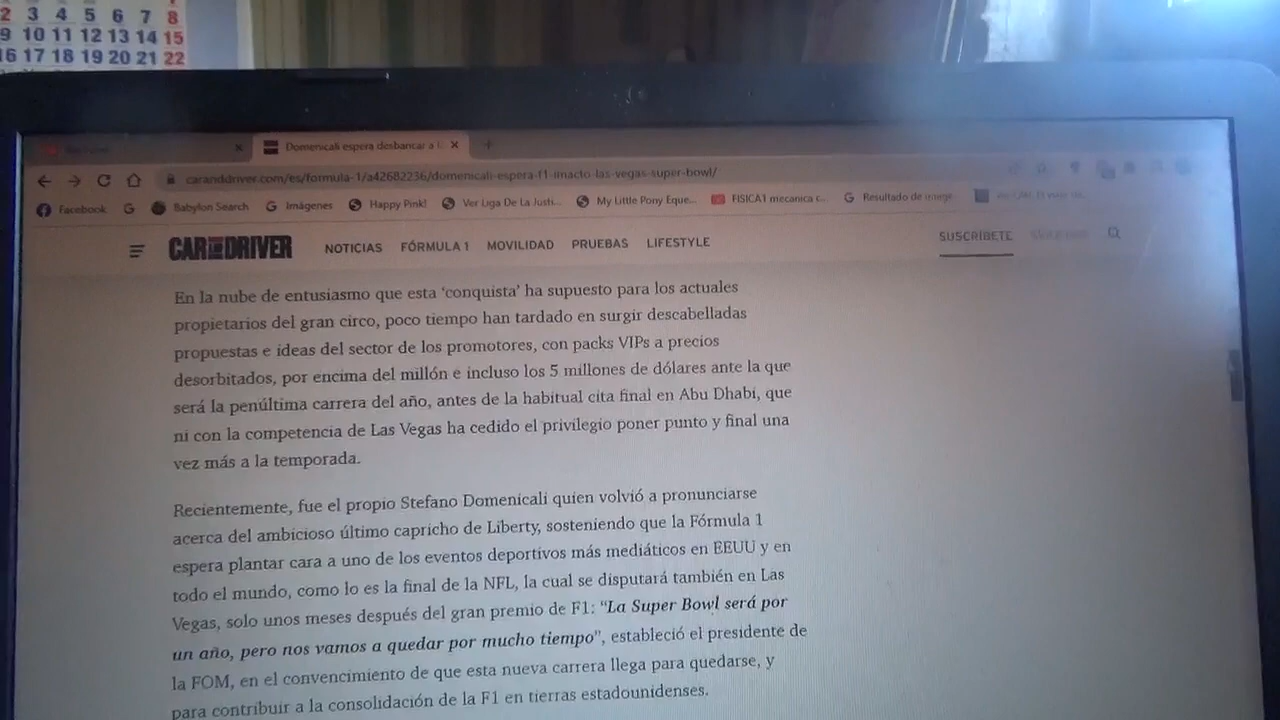 2 3 4 5 6 7 8
9 10 11 12 13 14 15
16 17 18 19 20 21 22
Domenicali espera desbancar a l
carandriver.com/es/formula-1/a42682236/domenicali-espera-f1-imacto-las-vegas-super-bowl/
Facebook G Babylon Search G Imágenes Happy Pink! Ver Liga De La Justi... My Little Pony Eque... FISICA1 mecanica c... G Resultado de image
CAR AND DRIVER NOTICIAS FÓRMULA 1 MOVILIDAD PRUEBAS LIFESTYLE SUSCRÍBETE
En la nube de entusiasmo que esta ‘conquista’ ha supuesto para los actuales
propietarios del gran circo, poco tiempo han tardado en surgir descabelladas
propuestas e ideas del sector de los promotores, con packs VIPs a precios
desorbitados, por encima del millón e incluso los 5 millones de dólares ante la que
será la penúltima carrera del año, antes de la habitual cita final en Abu Dhabi, que
ni con la competencia de Las Vegas ha cedido el privilegio poner punto y final una
vez más a la temporada.
Recientemente, fue el propio Stefano Domenicali quien volvió a pronunciarse
acerca del ambicioso último capricho de Liberty, sosteniendo que la Fórmula 1
espera plantar cara a uno de los eventos deportivos más mediáticos en EEUU y en
todo el mundo, como lo es la final de la NFL, la cual se disputará también en Las
Vegas, solo unos meses después del gran premio de F1: “La Super Bowl será por
un año, pero nos vamos a quedar por mucho tiempo”, estableció el presidente de
la FOM, en el convencimiento de que esta nueva carrera llega para quedarse, y
para contribuir a la consolidación de la F1 en tierras estadounidenses.